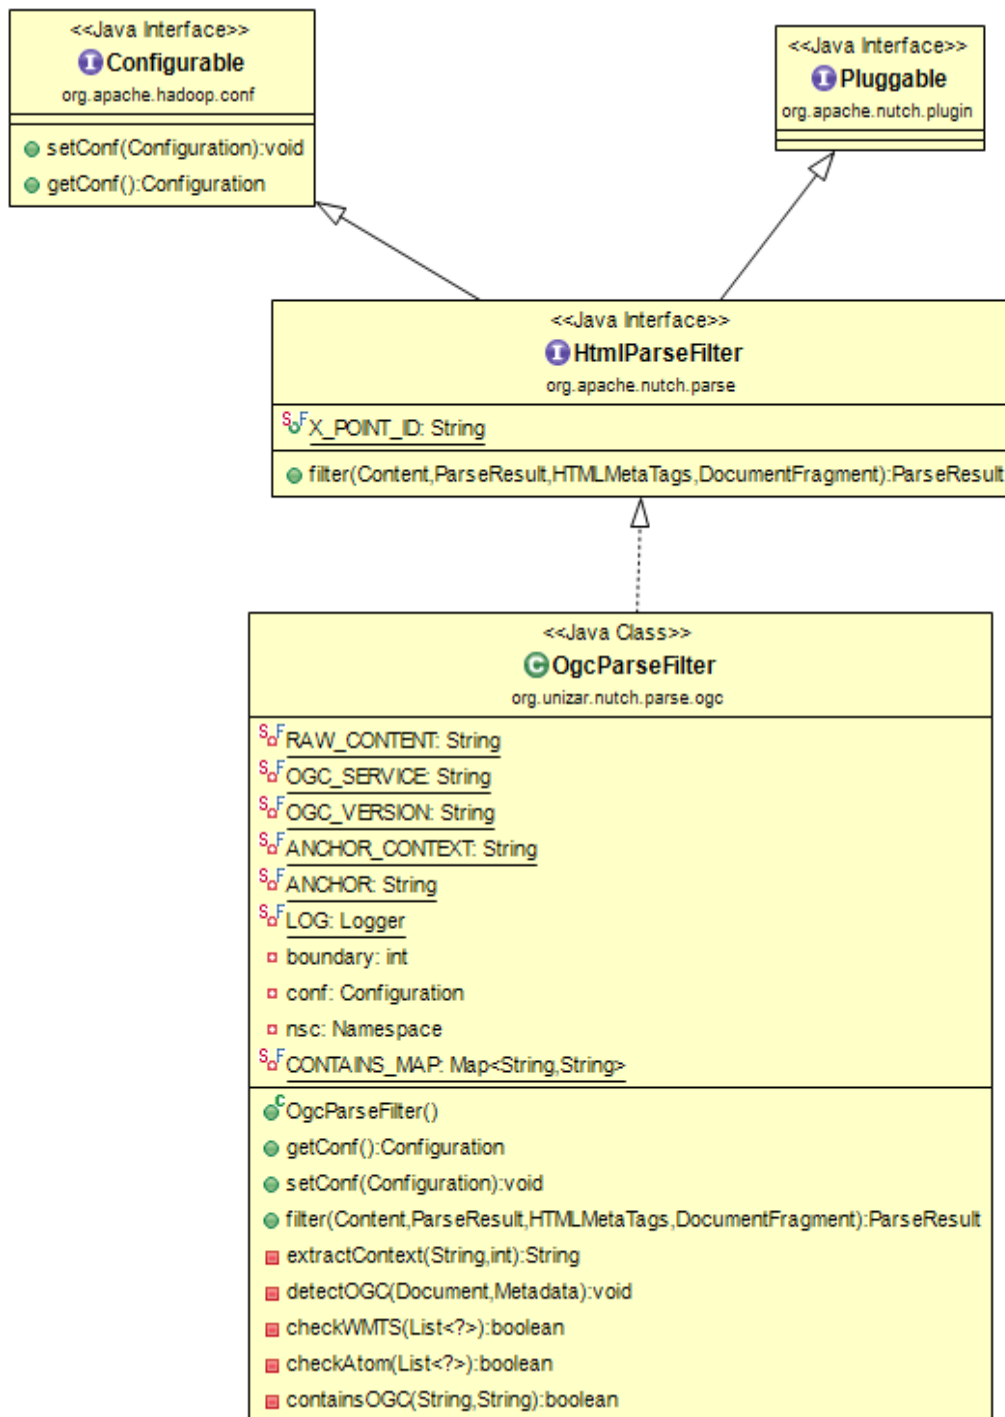 <<Java Interface>>
Configurable
org.apache.hadoop.conf
setConf(Configuration):void
getConf():Configuration
<<Java Interface>>
Pluggable
org.apache.nutch.plugin
<<Java Interface>>
HtmlParseFilter
org.apache.nutch.parse
X_POINT_ID: String
filter(Content,ParseResult,HTMLMetaTags,DocumentFragment):ParseResult
<<Java Class>>
OgcParseFilter
org.unizar.nutch.parse.ogc
RAW_CONTENT: String
OGC_SERVICE: String
OGC_VERSION: String
ANCHOR_CONTEXT: String
ANCHOR: String
LOG: Logger
boundary: int
conf: Configuration
nsc: Namespace
CONTAINS_MAP: Map<String,String>
OgcParseFilter()
getConf():Configuration
setConf(Configuration):void
filter(Content,ParseResult,HTMLMetaTags,DocumentFragment):ParseResult
extractContext(String,int):String
detectOGC(Document,Metadata):void
checkWMTS(List<?>):boolean
checkAtom(List<?>):boolean
containsOGC(String,String):boolean